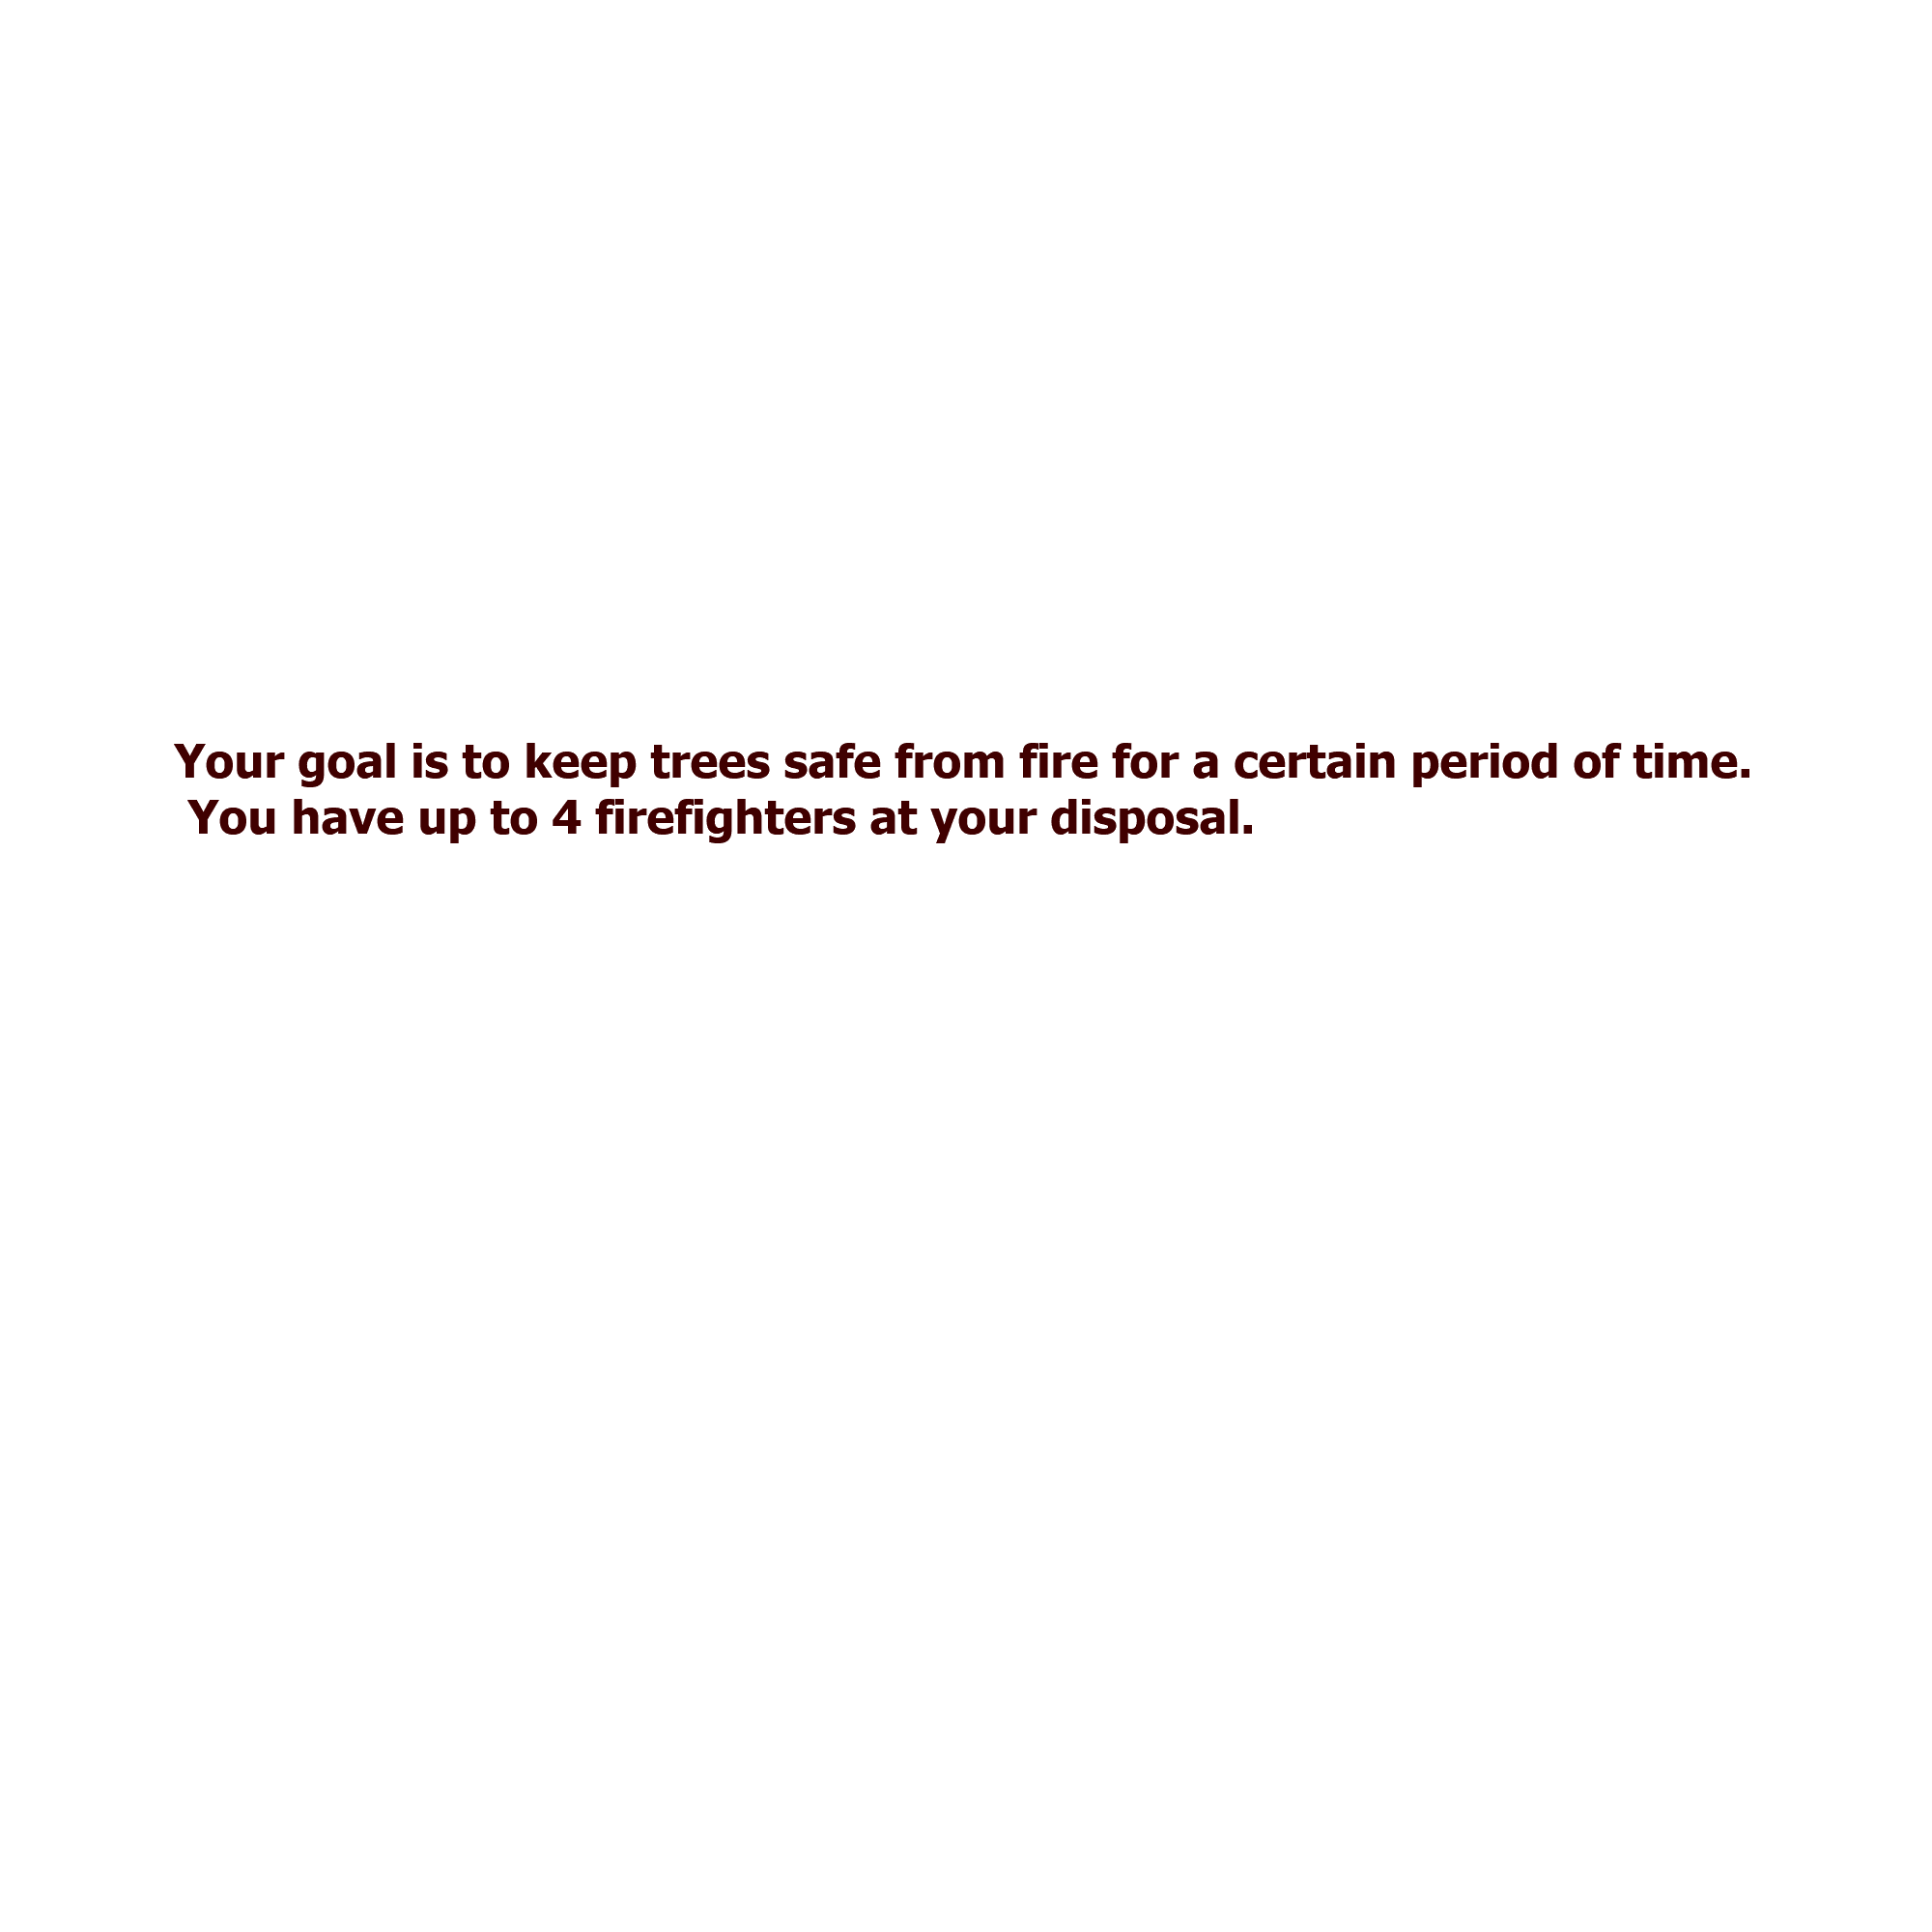 Your goal is to keep trees safe from fire for a certain period of time.
You have up to 4 firefighters at your disposal.